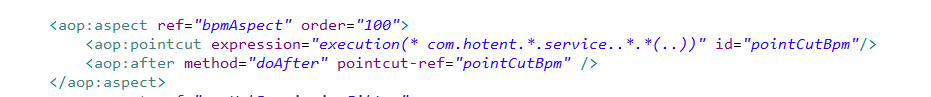 <aop:aspect ref="bpmAspect" order="100">
<aop:pointcut expression="execution(* com.hotent.*.service..*.*(..))" id="pointCutBpm"/>
<aop:after method="doAfter" pointcut-ref="pointCutBpm" />
</aop:aspect>